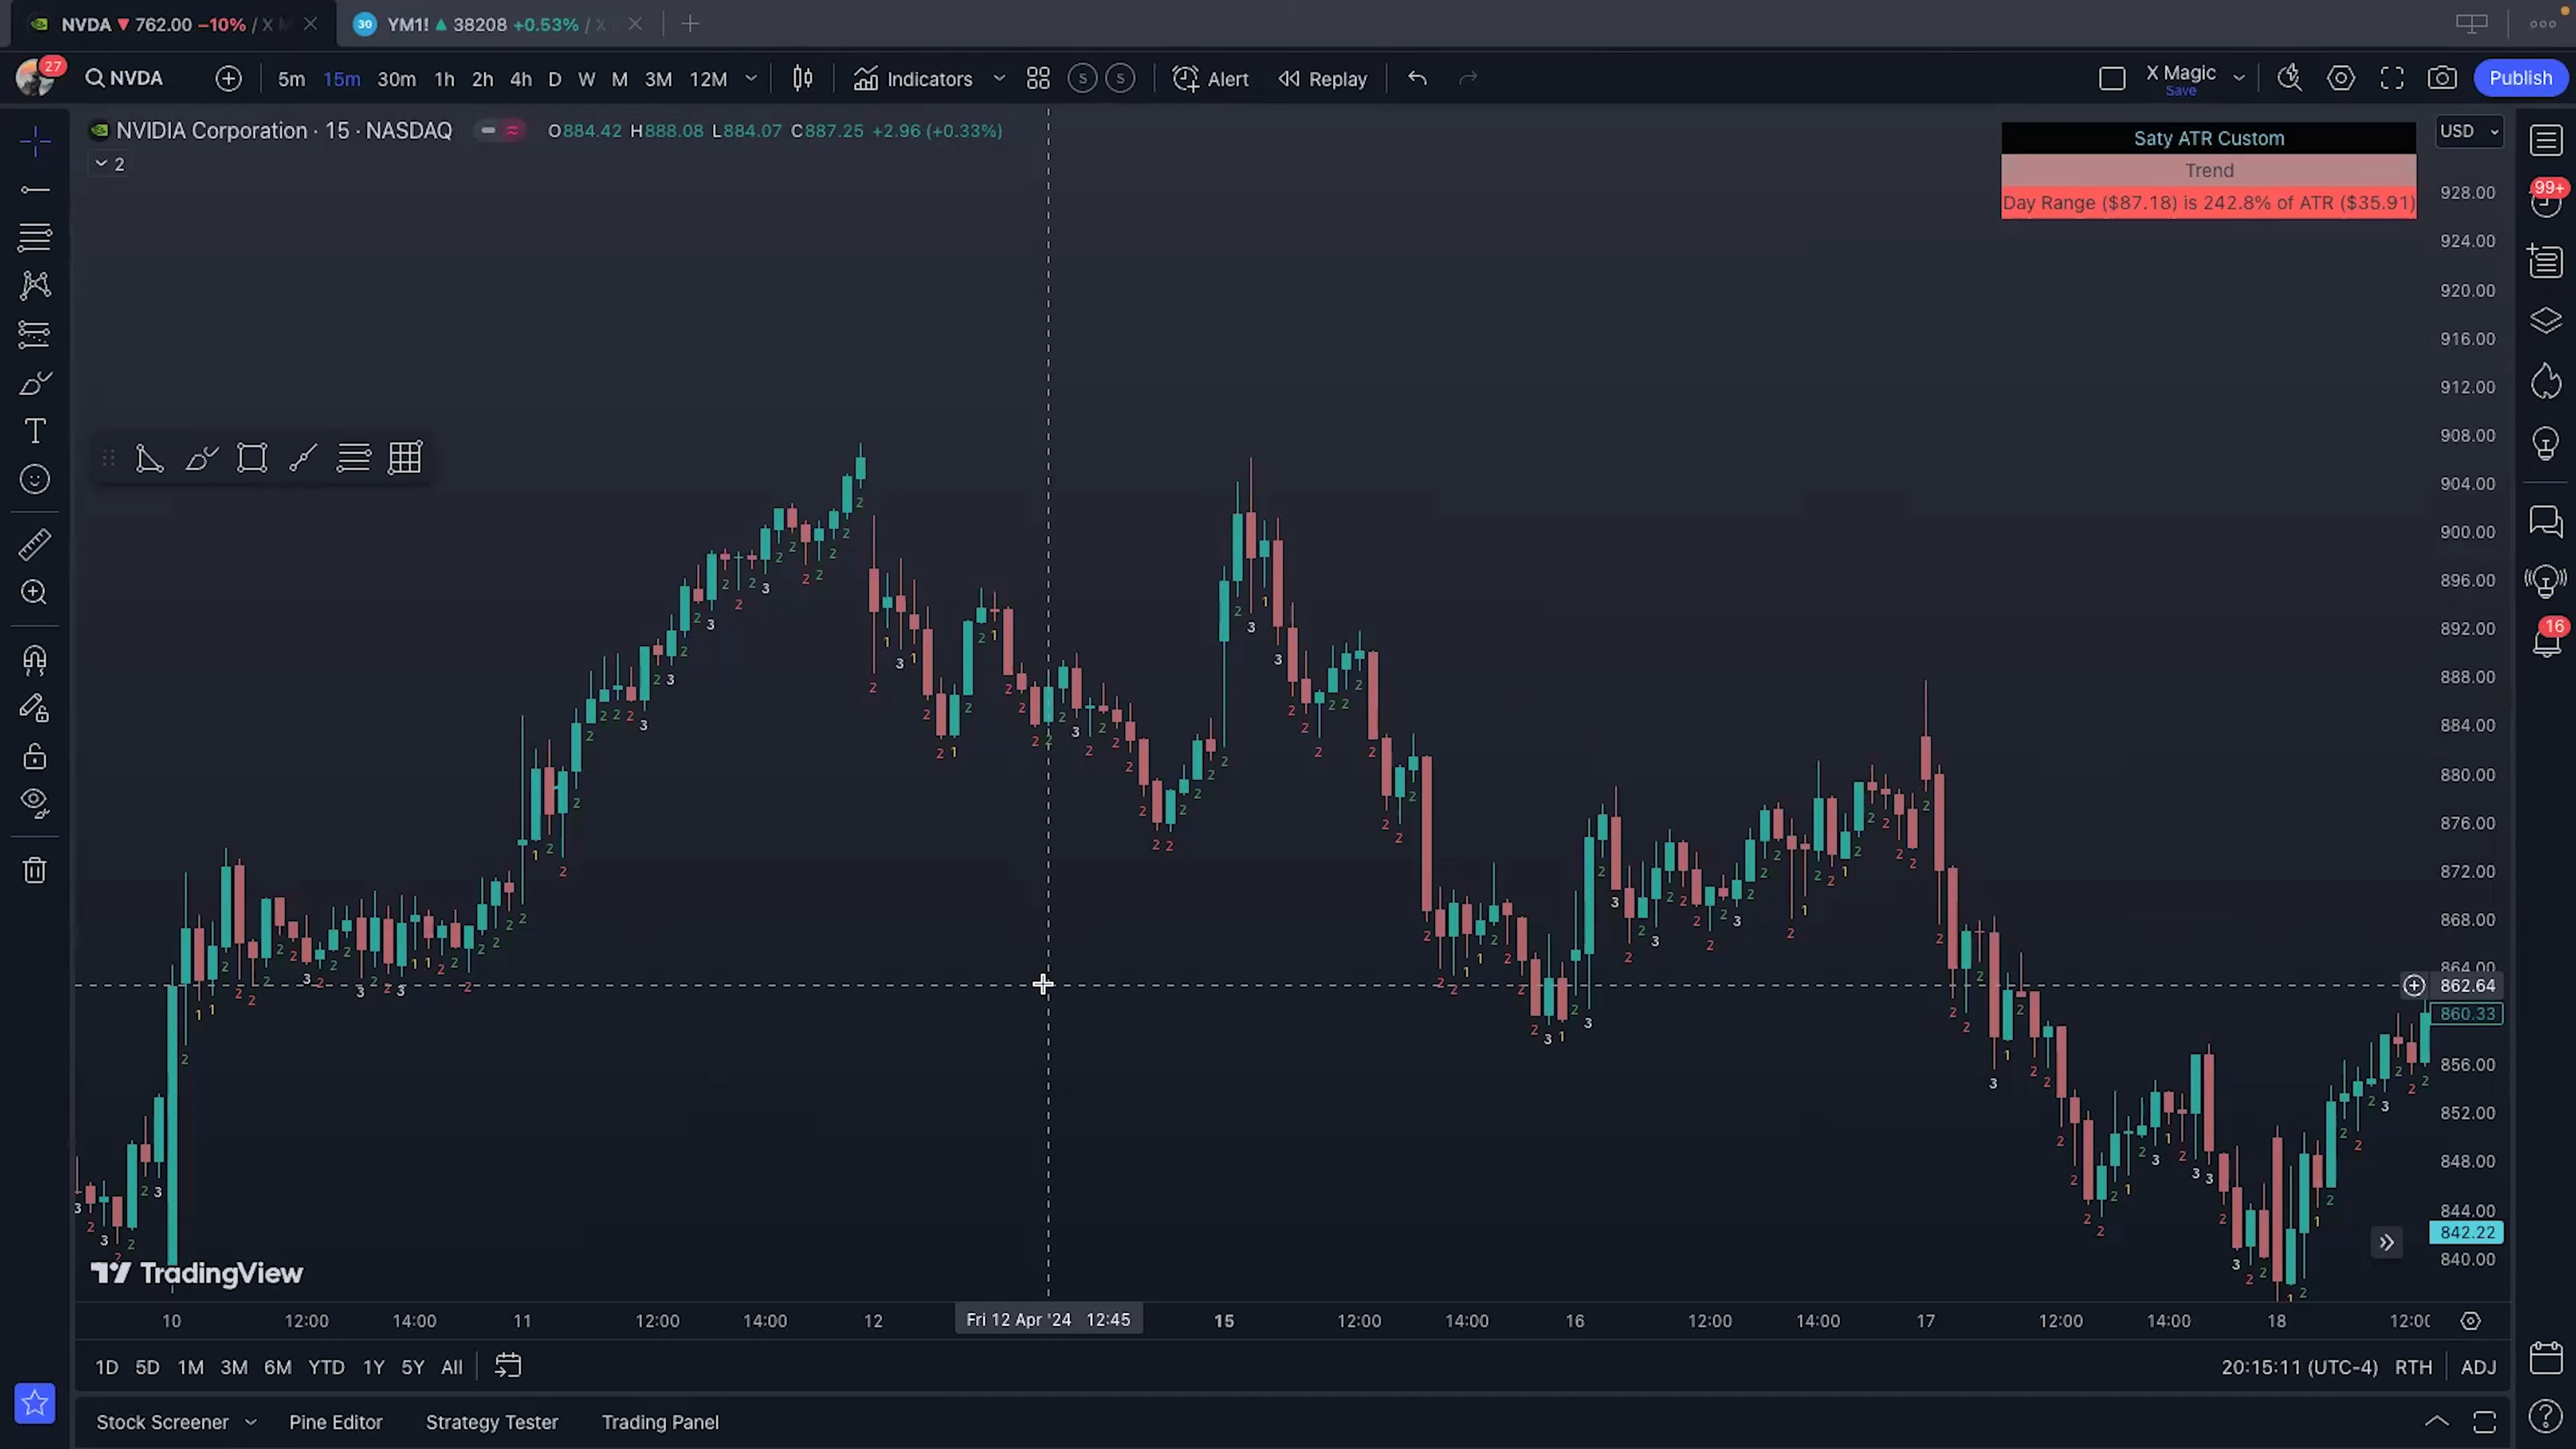 NVDA ▼ 762.00 −10% / X M
30 YM1! ▲ 38208 +0.53% / X
27
NVDA
5m 15m 30m 1h 2h 4h D W M 3M 12M
Indicators
S S
Alert
Replay
X Magic
Save
Publish
NVIDIA Corporation · 15 · NASDAQ
O884.42 H888.08 L884.07 C887.25 +2.96 (+0.33%)
2
Saty ATR Custom
Trend
Day Range ($87.18) is 242.8% of ATR ($35.91)
USD
99+
16
928.00
924.00
920.00
916.00
912.00
908.00
904.00
900.00
896.00
892.00
888.00
884.00
880.00
876.00
872.00
868.00
864.00
862.64
860.33
856.00
852.00
848.00
844.00
842.22
840.00
TradingView
10 12:00 14:00 11 12:00 14:00 12 Fri 12 Apr '24 12:45 15 12:00 14:00 16 12:00 14:00 17 12:00 14:00 18 12:00
1D 5D 1M 3M 6M YTD 1Y 5Y All
20:15:11 (UTC-4) RTH ADJ
Stock Screener Pine Editor Strategy Tester Trading Panel